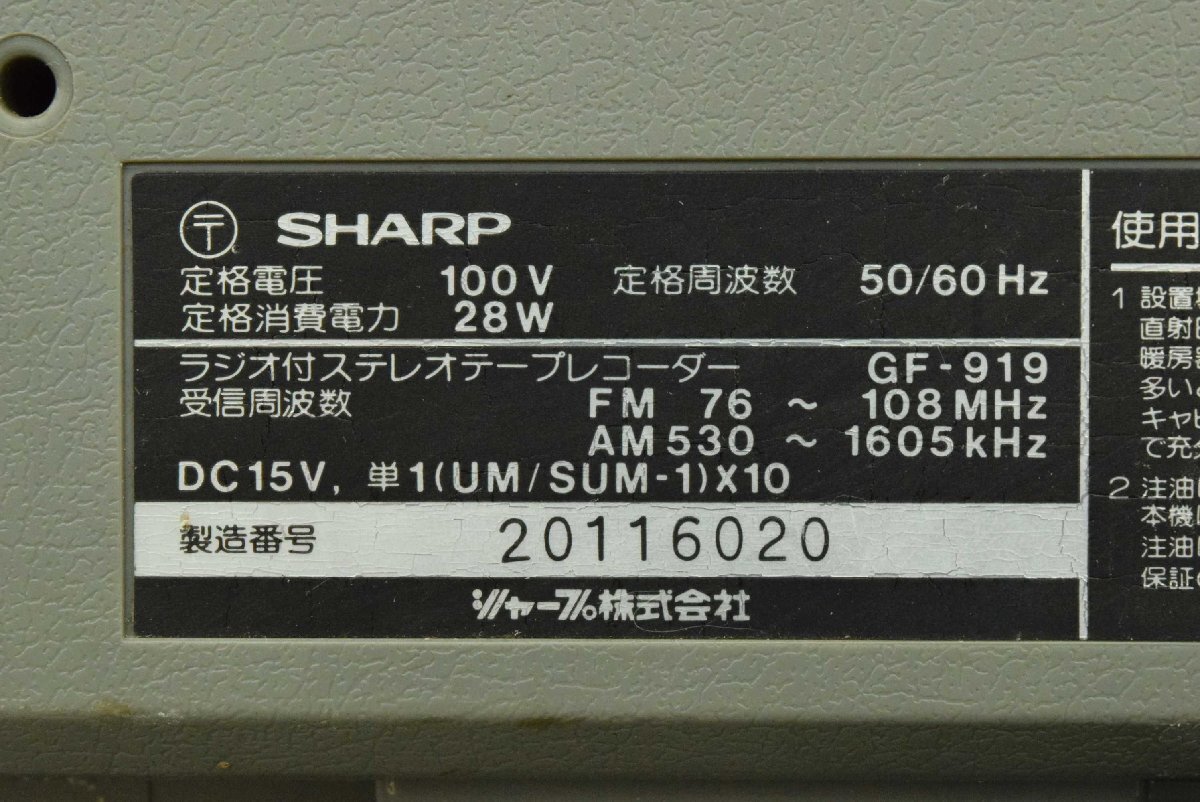 〒 SHARP
定格電圧 100V 定格周波数 50/60Hz
定格消費電力 28W
ラジオ付ステレオテープレコーダー GF-919
受信周波数 FM 76 ～ 108MHz
AM 530 ～ 1605kHz
DC15V, 単1(UM/SUM-1)X10
製造番号 20116020
シャープ株式会社
使用
1 設置
直射
暖房
多い
キャビ
で充
2 注油
本機
注油
保証